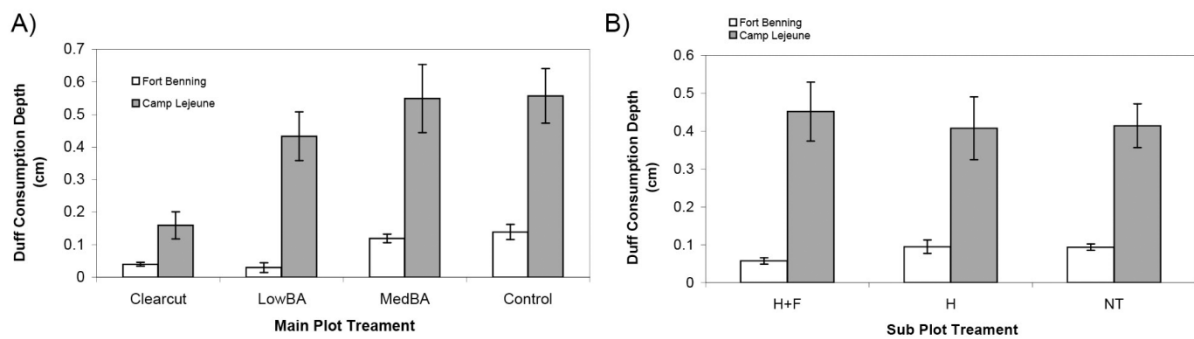 A)
Duff Consumption Depth
(cm)
0.7
0.6
0.5
0.4
0.3
0.2
0.1
0
Fort Benning
Camp Lejeune
Clearcut LowBA MedBA Control
Main Plot Treament
B)
Fort Benning
Camp Lejeune
Duff Consumption Depth
(cm)
0.6
0.5
0.4
0.3
0.2
0.1
0
H+F H NT
Sub Plot Treament